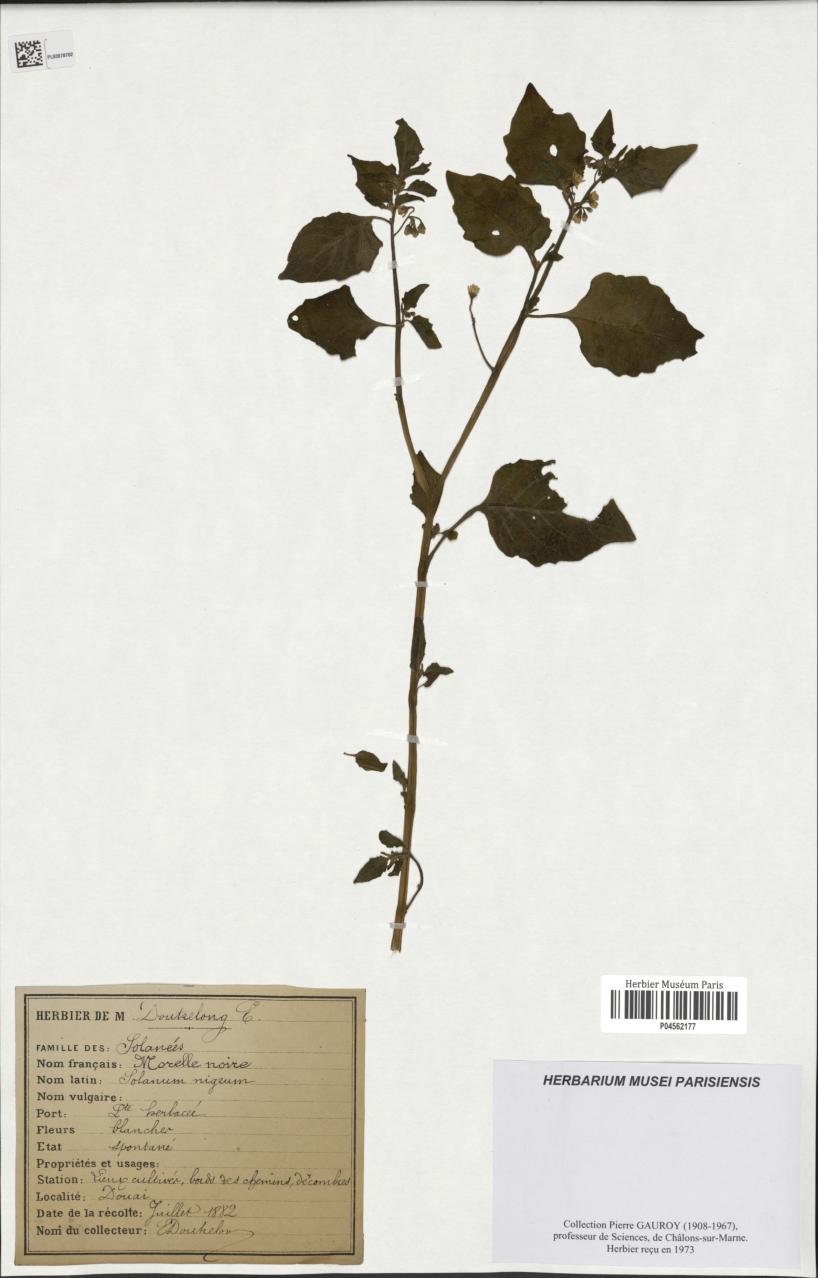 PL00676760
HERBIER DE M Doutrelong E.
FAMILLE DES: Solanées
Nom français: Morelle noire
Nom latin: Solanum nigrum
Nom vulgaire:
Port: Pte herbacée
Fleurs blanches
Etat spontané
Propriétés et usages:
Station: Lieux cultivés, bords des chemins, décombres
Localité: Douai
Date de la récolte: Juillet 1882
Nom du collecteur:
Herbier Muséum Paris
P04562177
HERBARIUM MUSEI PARISIENSIS
Collection Pierre GAUROY (1908-1967),
professeur de Sciences, de Châlons-sur-Marne.
Herbier reçu en 1973